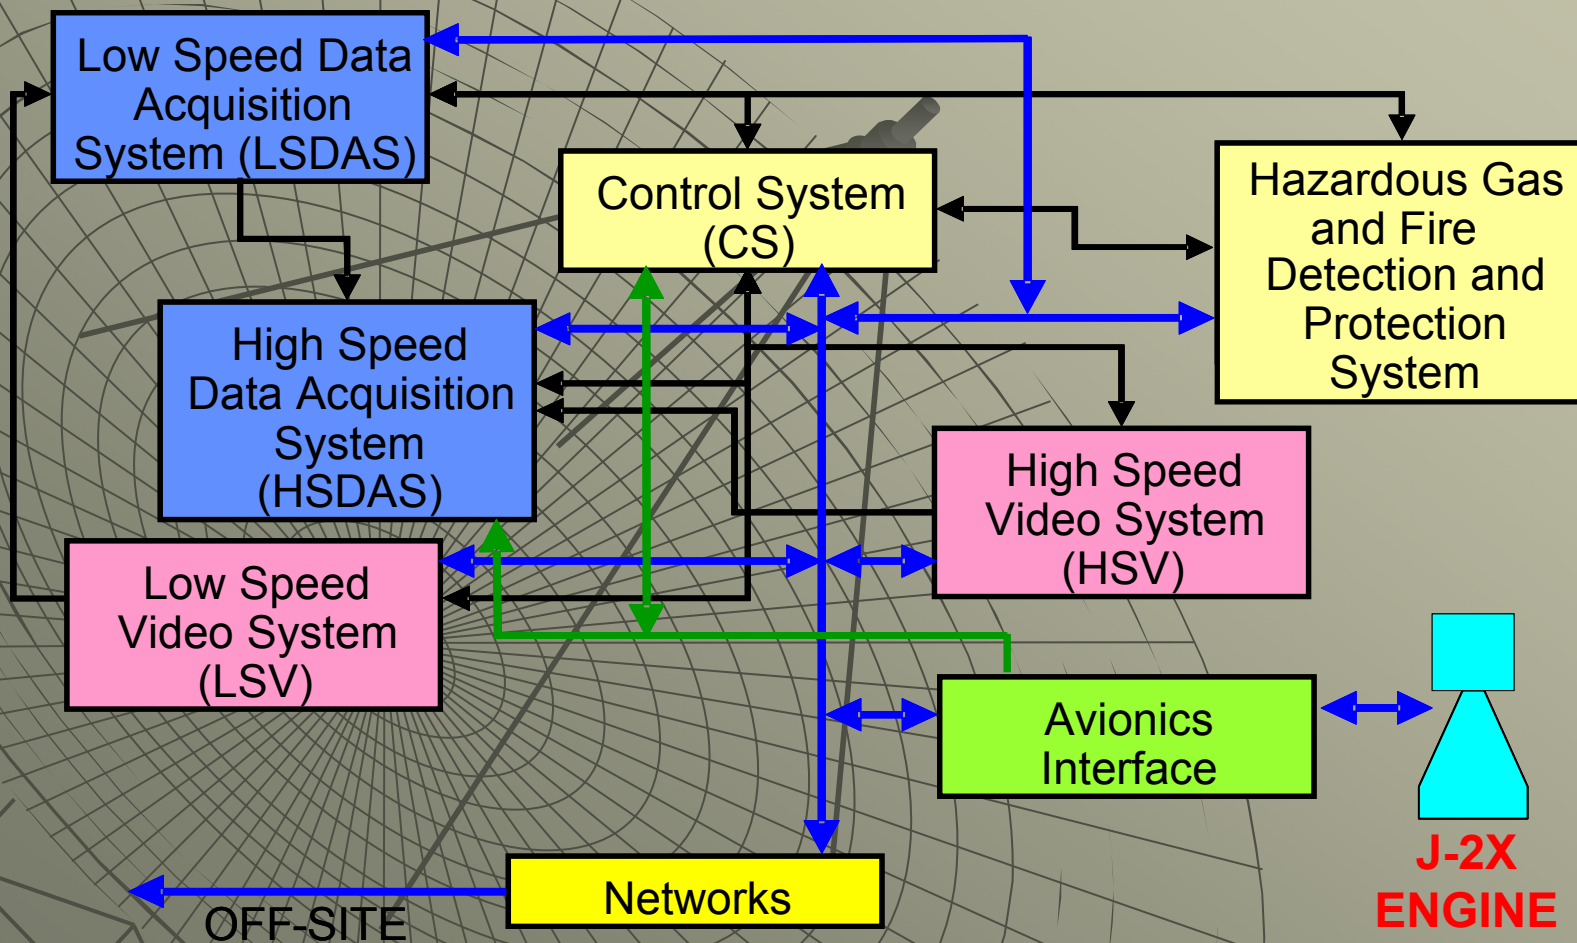 Low Speed Data
Acquisition
System (LSDAS)
Control System
(CS)
Hazardous Gas
and Fire
Detection and
Protection
System
High Speed
Data Acquisition
System
(HSDAS)
High Speed
Video System
(HSV)
Low Speed
Video System
(LSV)
Avionics
Interface
J-2X
ENGINE
Networks
OFF-SITE